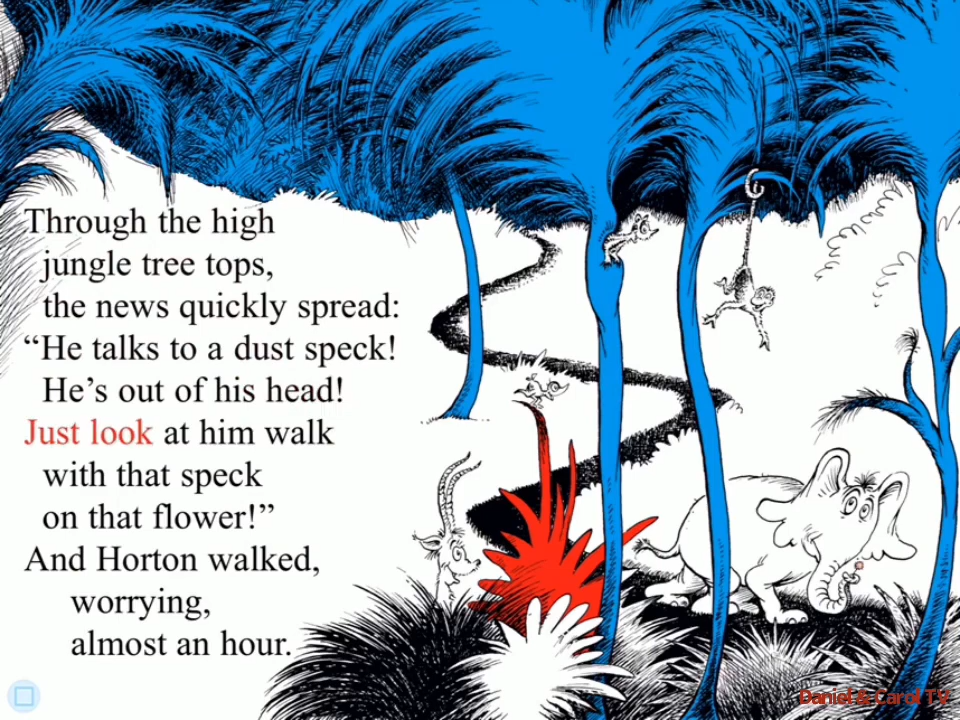 Through the high
jungle tree tops,
the news quickly spread:
“He talks to a dust speck!
He’s out of his head!
Just look at him walk
with that speck
on that flower!”
And Horton walked,
worrying,
almost an hour.
Daniel & Carol TV